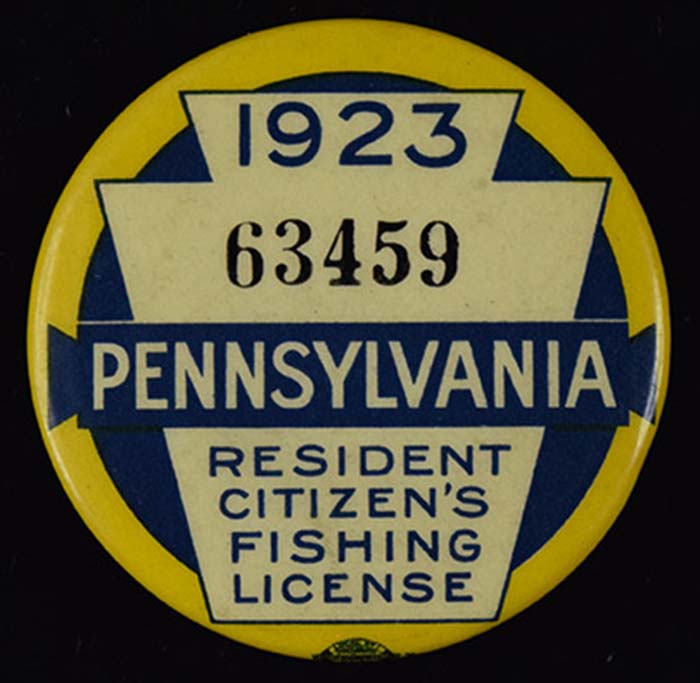 1923
63459
PENNSYLVANIA
RESIDENT
CITIZEN'S
FISHING
LICENSE